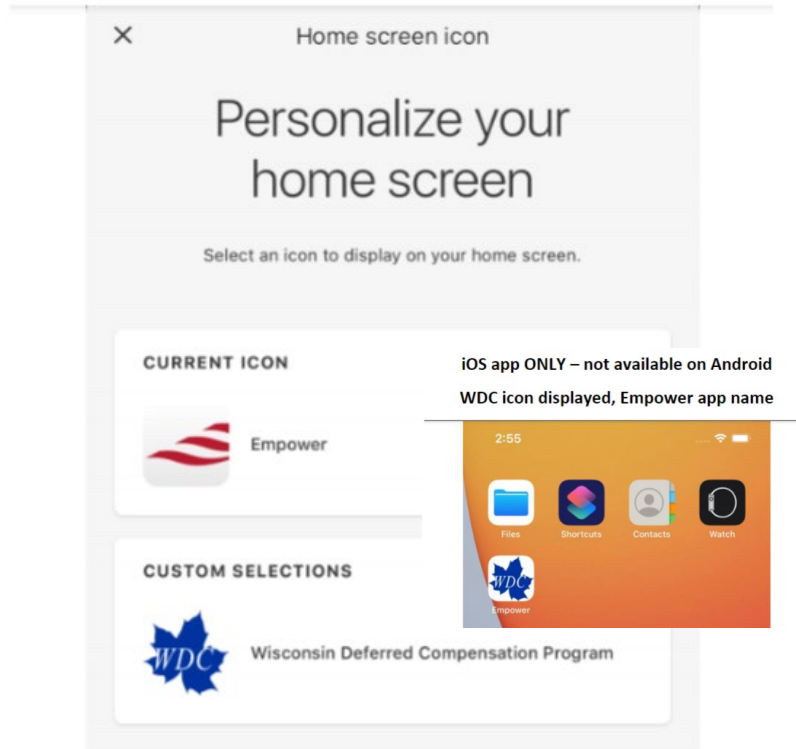 Home screen icon
Personalize your
home screen
Select an icon to display on your home screen.
CURRENT ICON
Empower
iOS app ONLY – not available on Android
WDC icon displayed, Empower app name
2:55
Files
Shortcuts
Contacts
Watch
WDC
Empower
CUSTOM SELECTIONS
WDC
Wisconsin Deferred Compensation Program